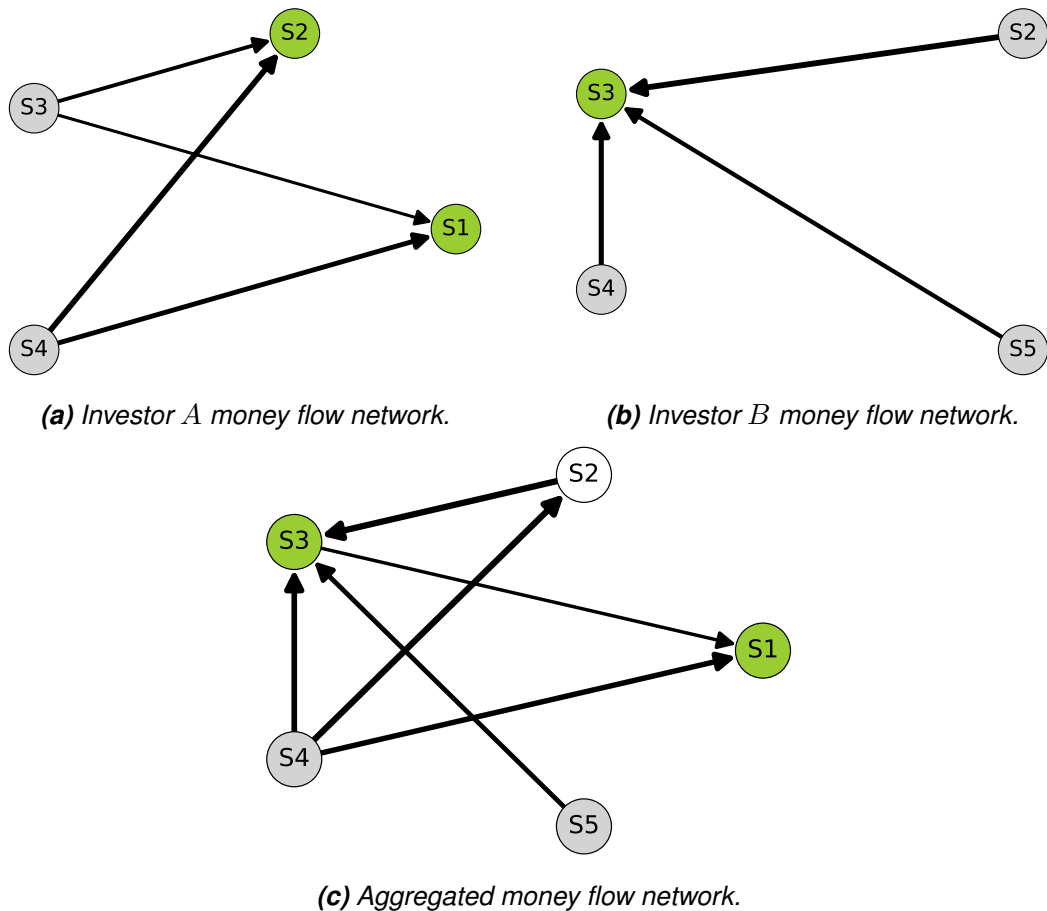 S2
S3
S1
S4
(a) Investor A money flow network.
S2
S3
S4
S5
(b) Investor B money flow network.
S2
S3
S1
S4
S5
(c) Aggregated money flow network.